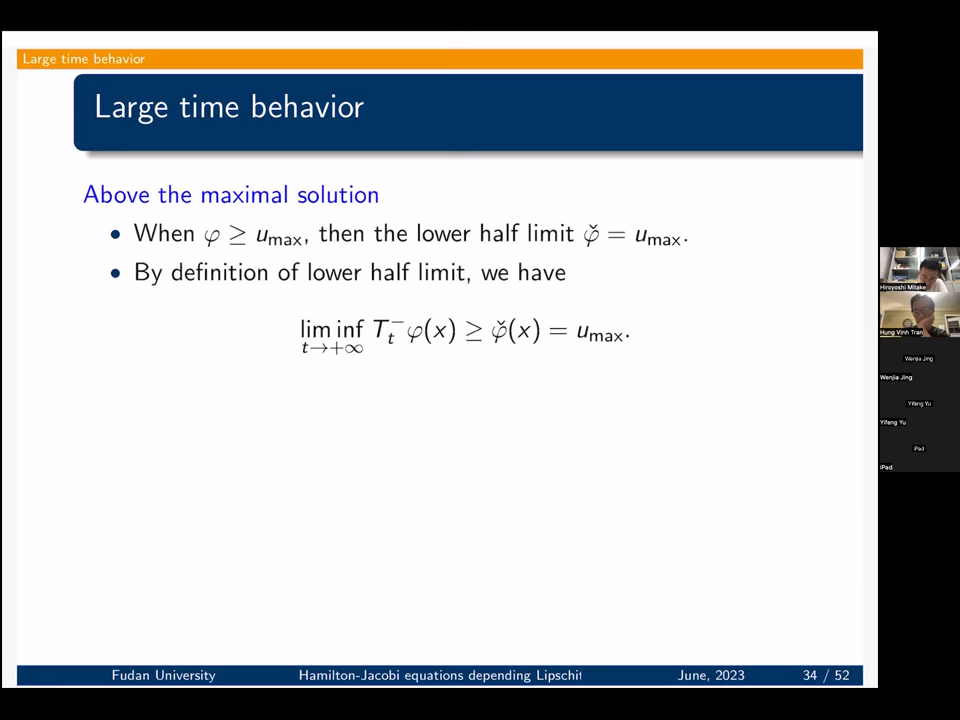 Large time behavior
Large time behavior
Above the maximal solution
• When φ ≥ u_max, then the lower half limit φ̌ = u_max.
• By definition of lower half limit, we have
lim inf_{t→+∞} T_t^− φ(x) ≥ φ̌(x) = u_max.
Fudan University Hamilton-Jacobi equations depending Lipschit June, 2023 34 / 52
Hiroyoshi Mitake
Hung Vinh Tran
Wenjia Jing
Wenjia Jing
Yifeng Yu
Yifeng Yu
iPad
iPad